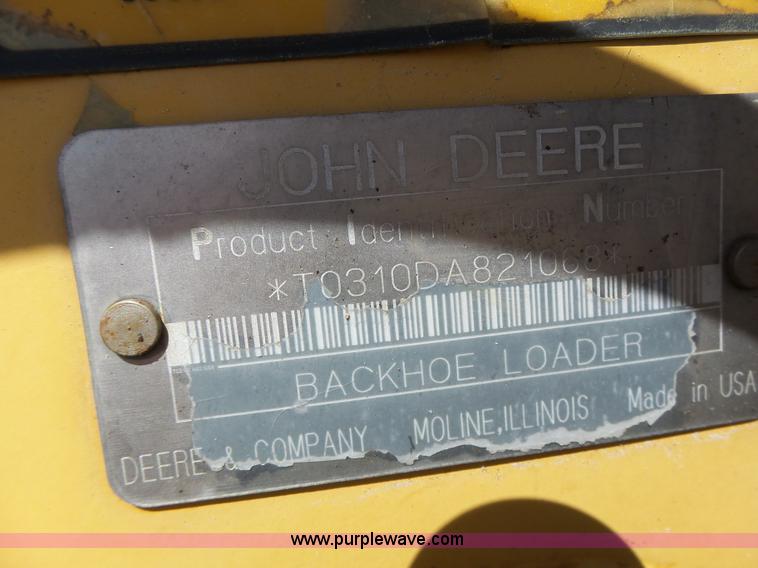 JOHN DEERE
Product Identification Number
*T0310DA821068*
BACKHOE LOADER
DEERE & COMPANY MOLINE,ILLINOIS Made in USA
www.purplewave.com